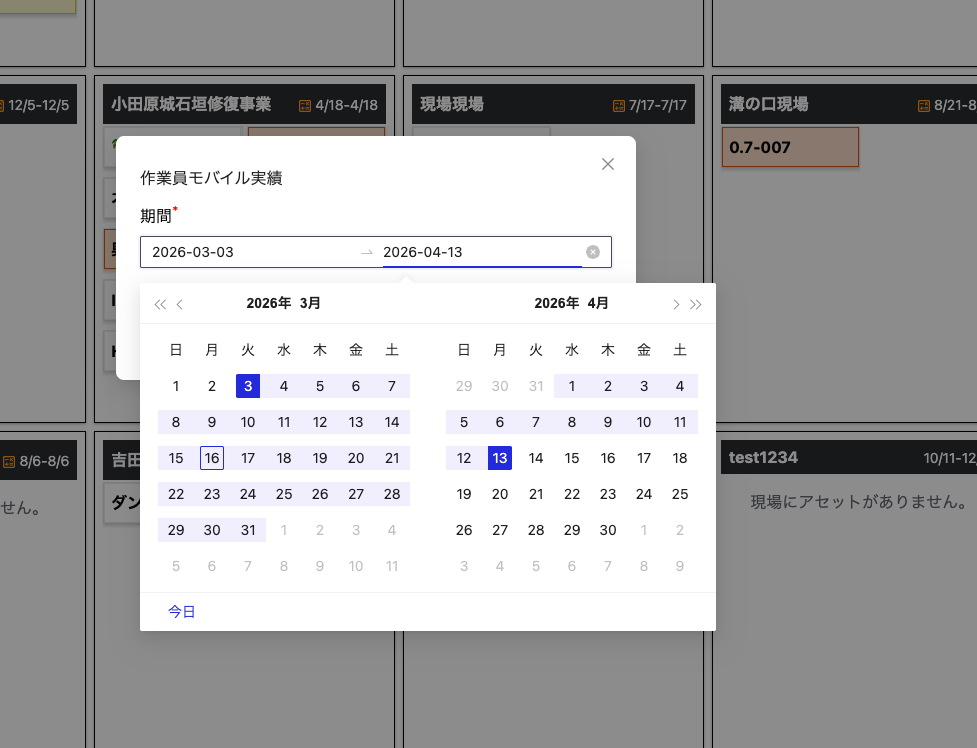 12/5-12/5
小田原城石垣修復事業 4/18-4/18
現場現場 7/17-7/17
溝の口現場 8/21-8
0.7-007
作業員モバイル実績
期間*
2026-03-03 → 2026-04-13
2026年 3月
日 月 火 水 木 金 土
1 2 3 4 5 6 7
8 9 10 11 12 13 14
15 16 17 18 19 20 21
22 23 24 25 26 27 28
29 30 31 1 2 3 4
5 6 7 8 9 10 11
2026年 4月
日 月 火 水 木 金 土
29 30 31 1 2 3 4
5 6 7 8 9 10 11
12 13 14 15 16 17 18
19 20 21 22 23 24 25
26 27 28 29 30 1 2
3 4 5 6 7 8 9
今日
8/6-8/6
せん。
吉田
ダン
test1234 10/11-12
現場にアセットがありません。